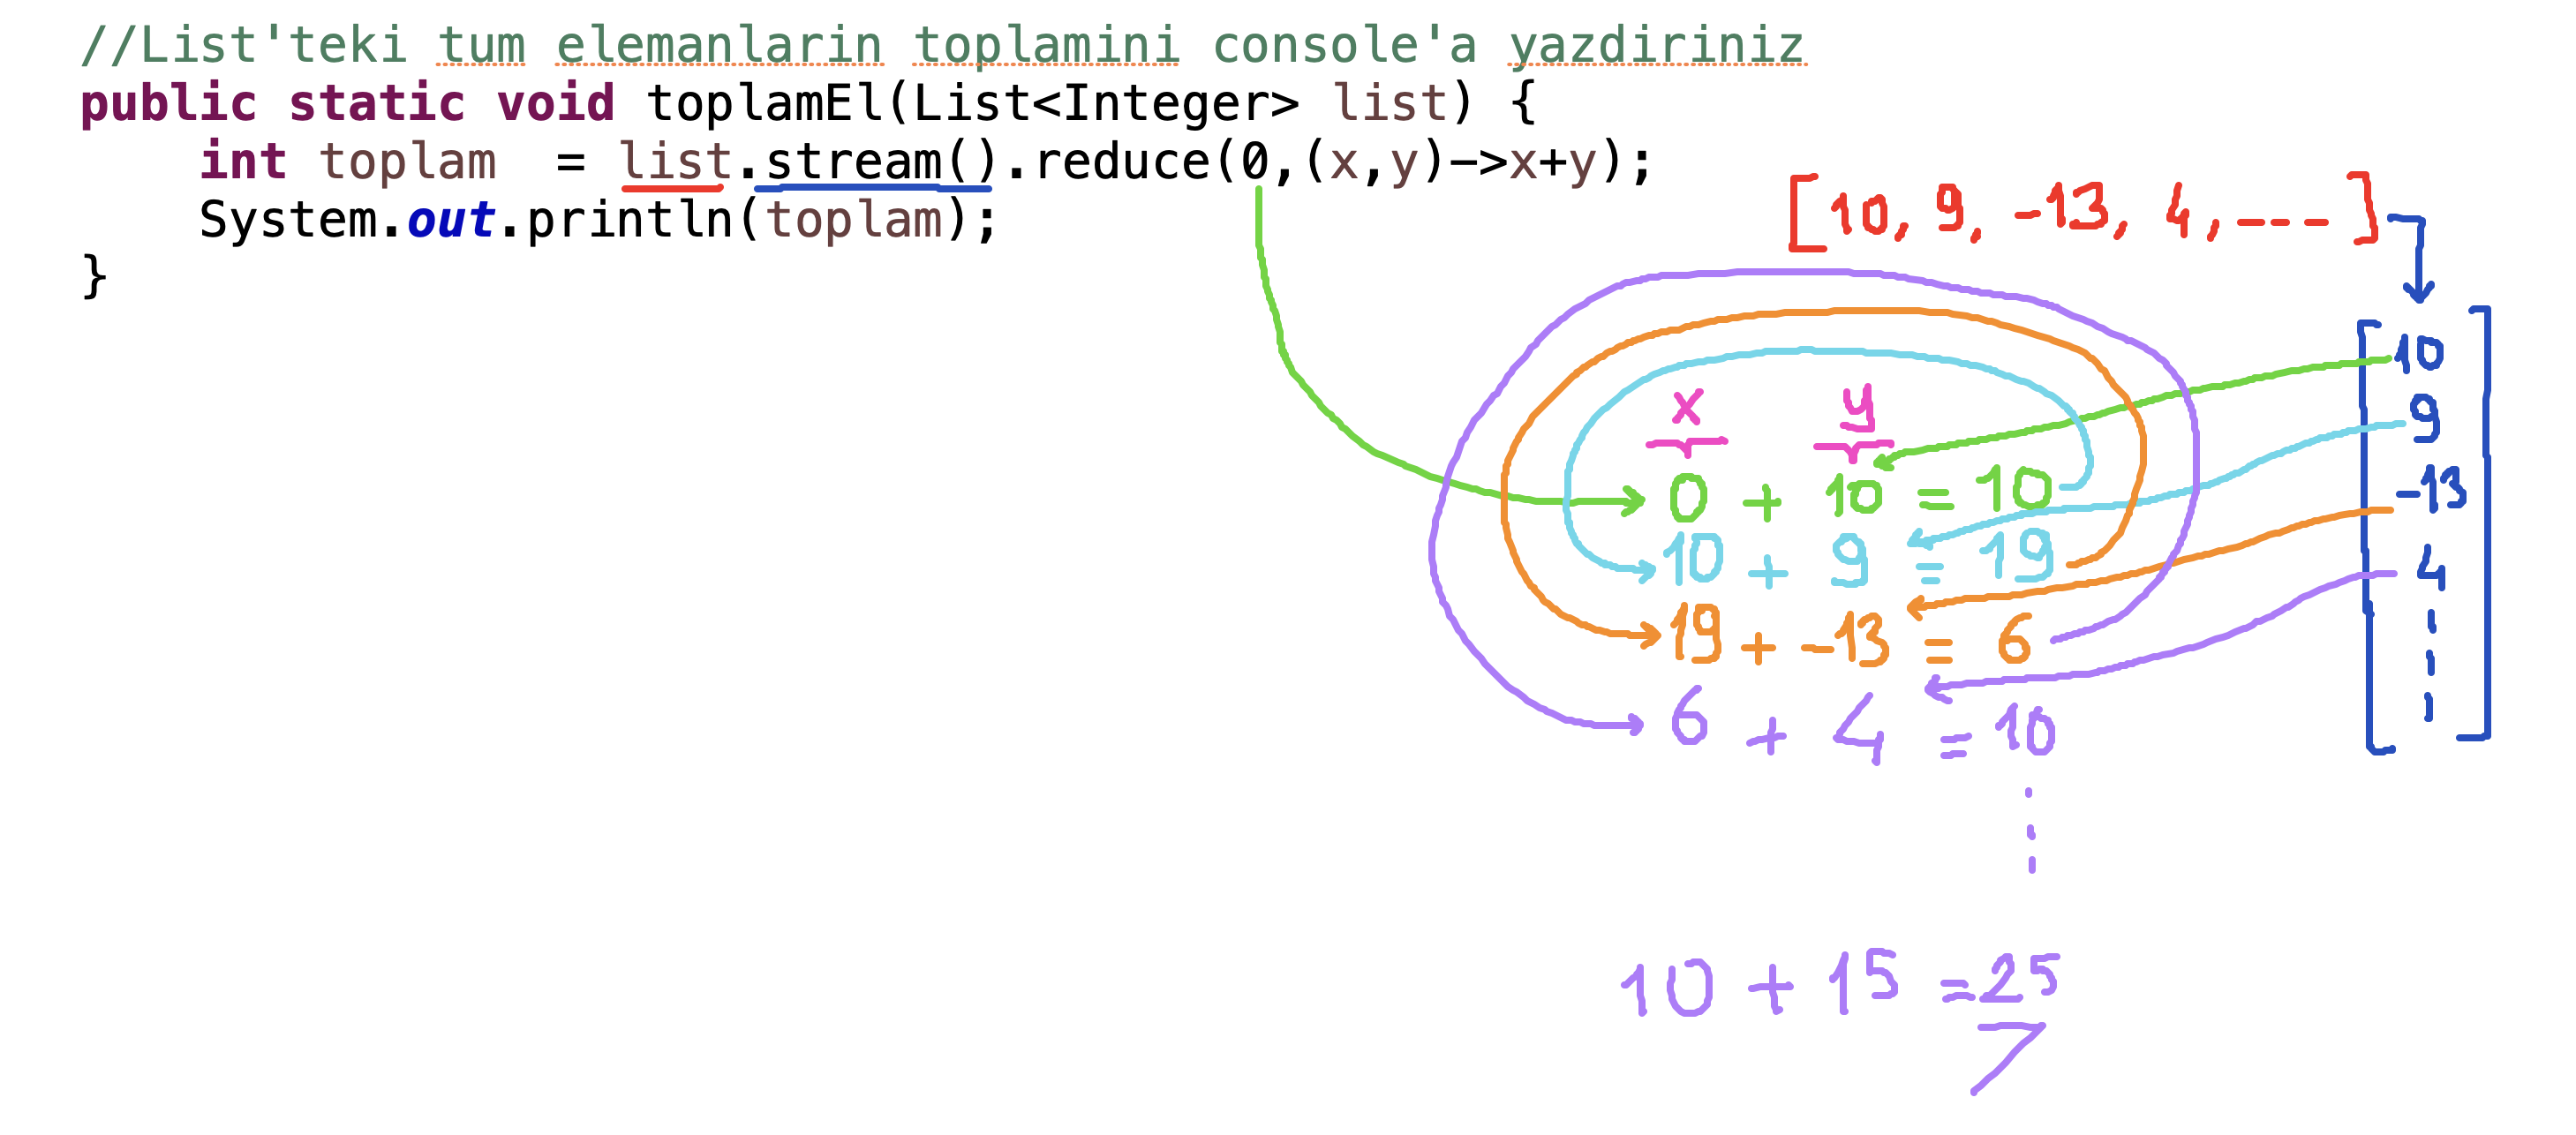 //List'teki tum elemanlarin toplamini console'a yazdiriniz
public static void toplamEl(List<Integer> list) {
    int toplam  = list.stream().reduce(0,(x,y)->x+y);
    System.out.println(toplam);
}
[10, 9, -13, 4, ---- ]
10
9
-13
4
x y
0 + 10 = 10
10 + 9 = 19
19 + -13 = 6
6 + 4 = 10
10 + 15 = 25